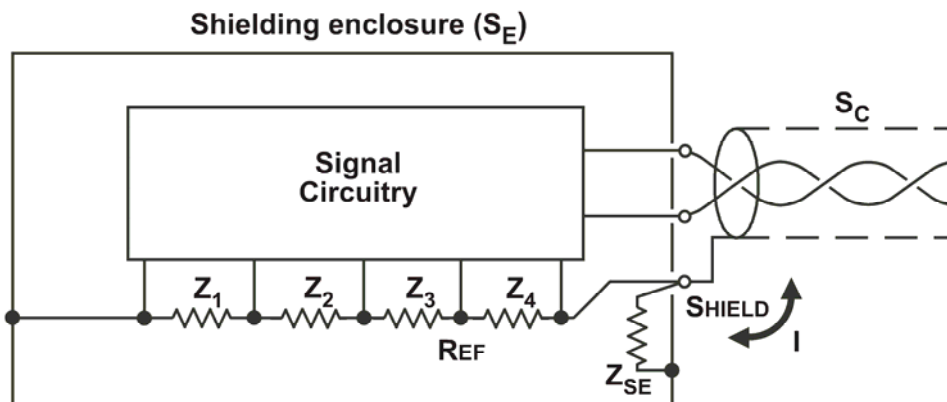 Shielding enclosure (SE)
SC
Signal
Circuitry
Z1
Z2
Z3
Z4
SHIELD
REF
I
ZSE